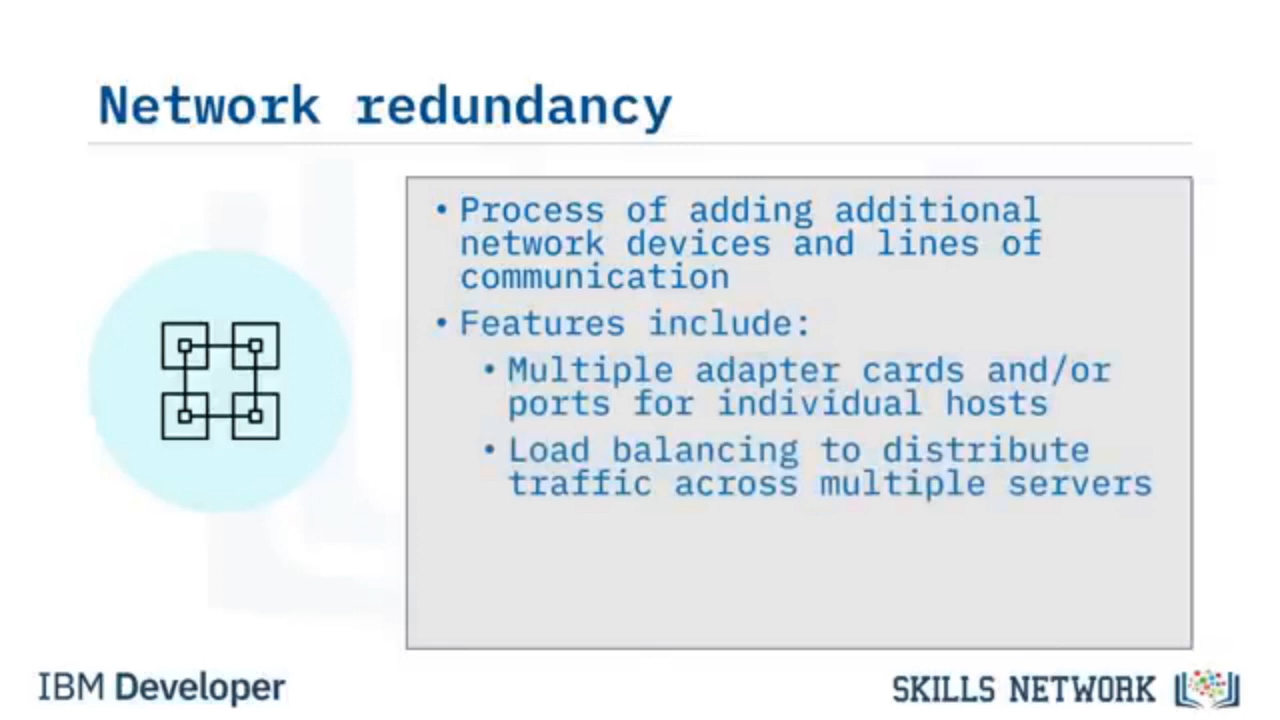 Network redundancy
• Process of adding additional
network devices and lines of
communication
• Features include:
• Multiple adapter cards and/or
ports for individual hosts
• Load balancing to distribute
traffic across multiple servers
IBM Developer
SKILLS NETWORK